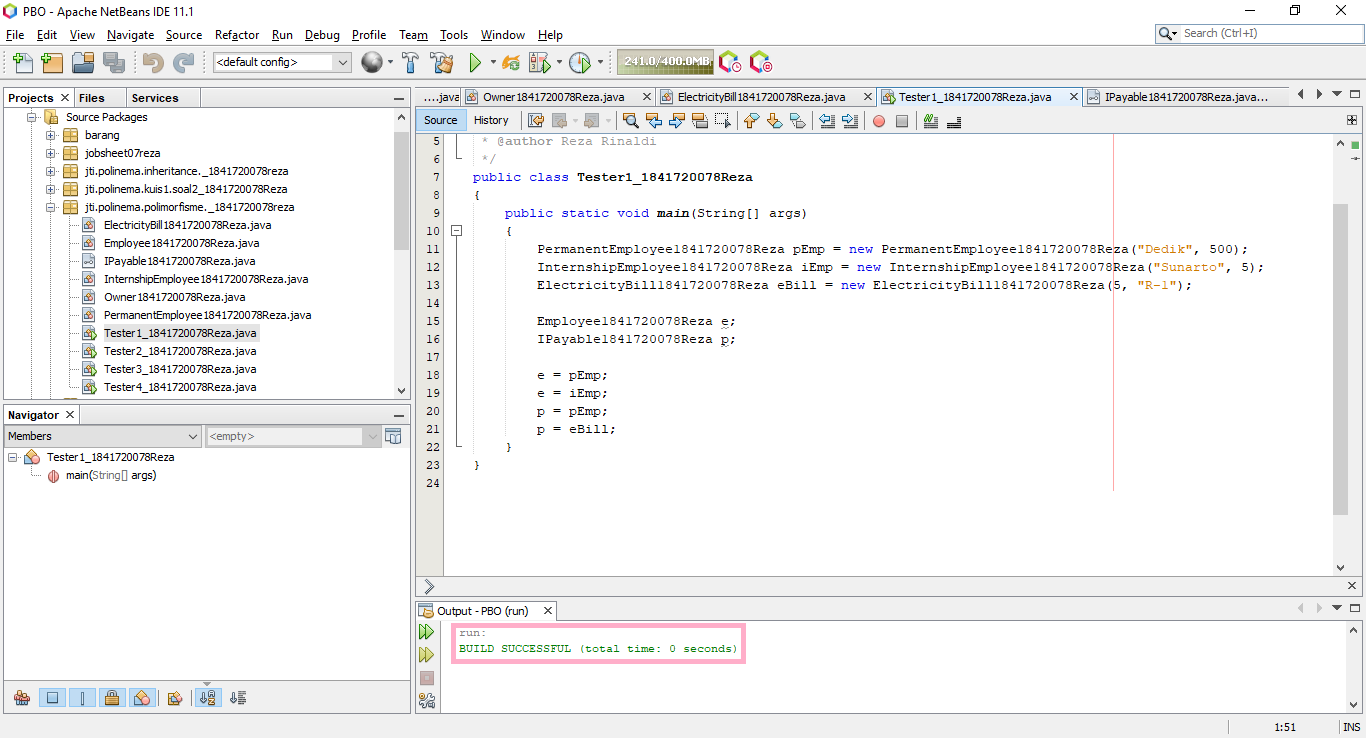 PBO - Apache NetBeans IDE 11.1
File Edit View Navigate Source Refactor Run Debug Profile Team Tools Window Help
Search (Ctrl+I)
<default config>
241.0/400.0MB
Projects Files Services
Source Packages
barang
jobsheet07reza
jti.polinema.inheritance._1841720078reza
jti.polinema.kuis1.soal2_1841720078Reza
jti.polinema.polimorfisme._1841720078reza
ElectricityBill1841720078Reza.java
Employee1841720078Reza.java
IPayable1841720078Reza.java
InternshipEmployee1841720078Reza.java
Owner1841720078Reza.java
PermanentEmployee1841720078Reza.java
Tester1_1841720078Reza.java
Tester2_1841720078Reza.java
Tester3_1841720078Reza.java
Tester4_1841720078Reza.java
Navigator
Members
<empty>
Tester1_1841720078Reza
main(String[] args)
....java Owner1841720078Reza.java ElectricityBill1841720078Reza.java Tester1_1841720078Reza.java IPayable1841720078Reza.java...
Source History
5 * @author Reza Rinaldi
6 */
7 public class Tester1_1841720078Reza
8 {
9 public static void main(String[] args)
10 {
11 PermanentEmployee1841720078Reza pEmp = new PermanentEmployee1841720078Reza("Dedik", 500);
12 InternshipEmployee1841720078Reza iEmp = new InternshipEmployee1841720078Reza("Sunarto", 5);
13 ElectricityBill1841720078Reza eBill = new ElectricityBill1841720078Reza(5, "R-1");
14
15 Employee1841720078Reza e;
16 IPayable1841720078Reza p;
17
18 e = pEmp;
19 e = iEmp;
20 p = pEmp;
21 p = eBill;
22 }
23 }
24
Output - PBO (run)
run:
BUILD SUCCESSFUL (total time: 0 seconds)
1:51 INS